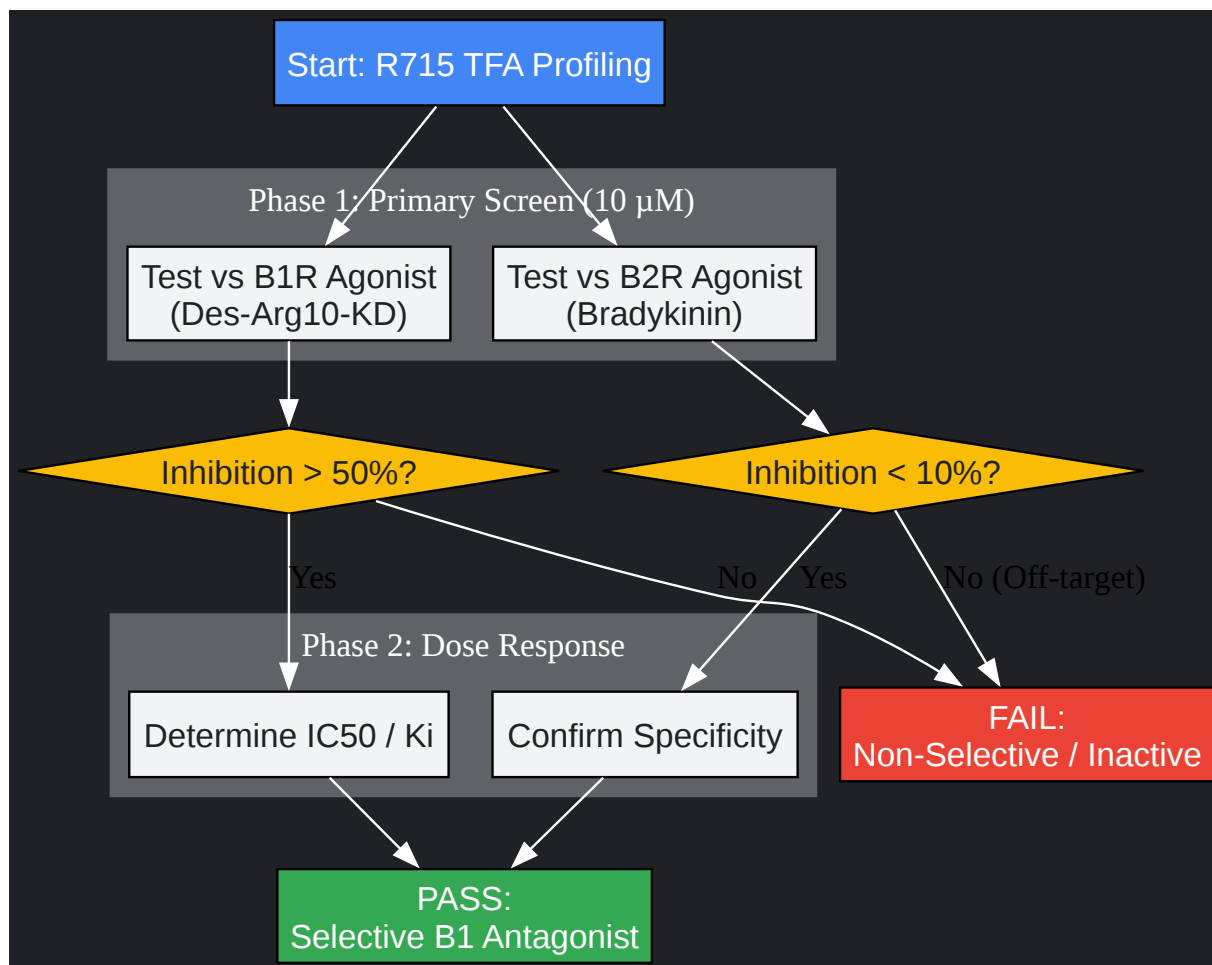 Start: R715 TFA Profiling
Phase 1: Primary Screen (10 µM)
Test vs B1R Agonist
(Des-Arg10-KD)
Test vs B2R Agonist
(Bradykinin)
Inhibition > 50%?
Inhibition < 10%?
Yes
No
Yes
No (Off-target)
Phase 2: Dose Response
Determine IC50 / Ki
Confirm Specificity
FAIL:
Non-Selective / Inactive
PASS:
Selective B1 Antagonist